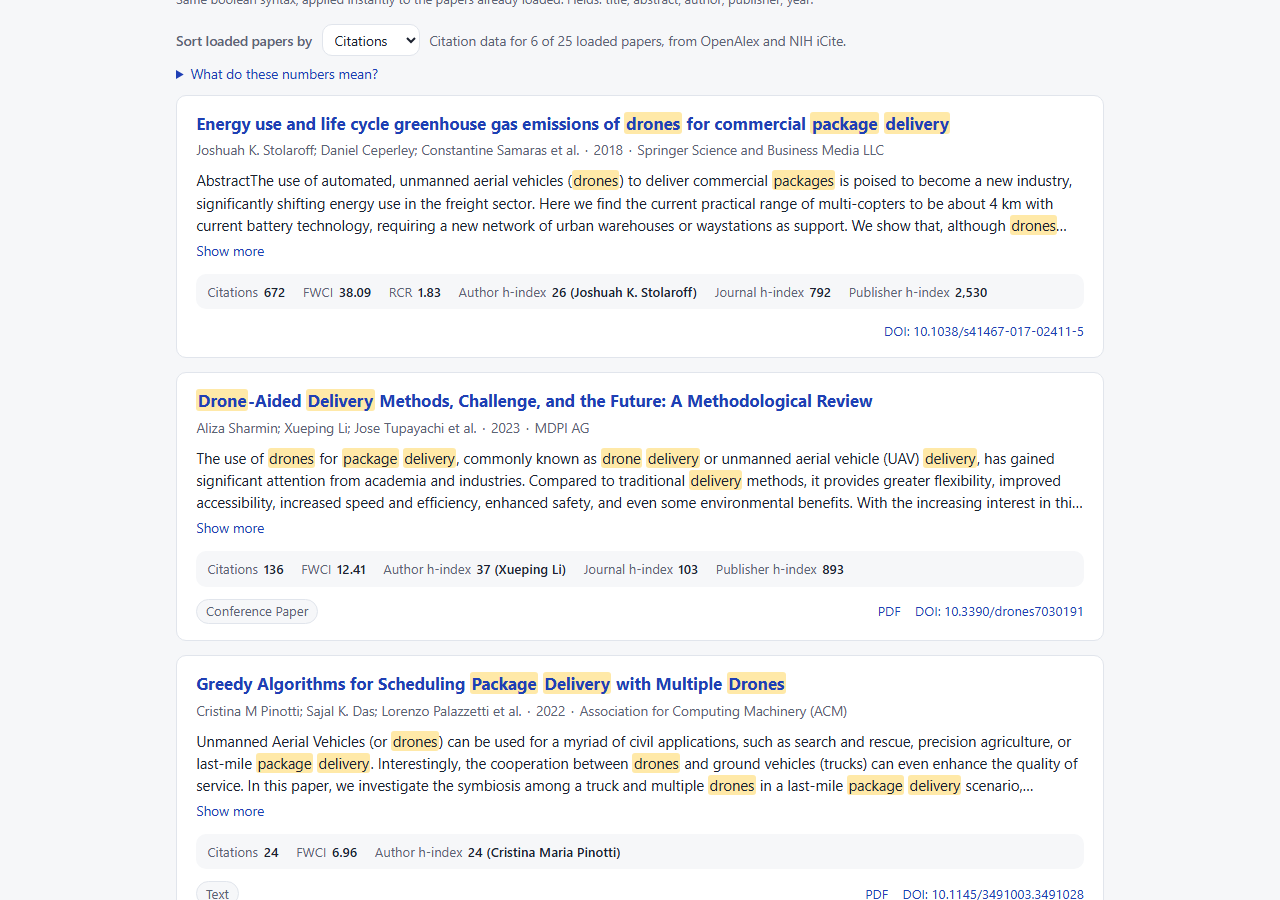 Same boolean syntax, applied instantly to the papers already loaded. Fields: title, abstract, author, publisher, year.
Sort loaded papers by Citations Citation data for 6 of 25 loaded papers, from OpenAlex and NIH iCite.
What do these numbers mean?
Energy use and life cycle greenhouse gas emissions of drones for commercial package delivery
Joshuah K. Stolaroff; Daniel Ceperley; Constantine Samaras et al. · 2018 · Springer Science and Business Media LLC
AbstractThe use of automated, unmanned aerial vehicles (drones) to deliver commercial packages is poised to become a new industry,
significantly shifting energy use in the freight sector. Here we find the current practical range of multi-copters to be about 4 km with
current battery technology, requiring a new network of urban warehouses or waystations as support. We show that, although drones...
Show more
Citations 672 FWCI 38.09 RCR 1.83 Author h-index 26 (Joshuah K. Stolaroff) Journal h-index 792 Publisher h-index 2,530
DOI: 10.1038/s41467-017-02411-5
Drone-Aided Delivery Methods, Challenge, and the Future: A Methodological Review
Aliza Sharmin; Xueping Li; Jose Tupayachi et al. · 2023 · MDPI AG
The use of drones for package delivery, commonly known as drone delivery or unmanned aerial vehicle (UAV) delivery, has gained
significant attention from academia and industries. Compared to traditional delivery methods, it provides greater flexibility, improved
accessibility, increased speed and efficiency, enhanced safety, and even some environmental benefits. With the increasing interest in thi...
Show more
Citations 136 FWCI 12.41 Author h-index 37 (Xueping Li) Journal h-index 103 Publisher h-index 893
Conference Paper PDF DOI: 10.3390/drones7030191
Greedy Algorithms for Scheduling Package Delivery with Multiple Drones
Cristina M Pinotti; Sajal K. Das; Lorenzo Palazzetti et al. · 2022 · Association for Computing Machinery (ACM)
Unmanned Aerial Vehicles (or drones) can be used for a myriad of civil applications, such as search and rescue, precision agriculture, or
last-mile package delivery. Interestingly, the cooperation between drones and ground vehicles (trucks) can even enhance the quality of
service. In this paper, we investigate the symbiosis among a truck and multiple drones in a last-mile package delivery scenario,...
Show more
Citations 24 FWCI 6.96 Author h-index 24 (Cristina Maria Pinotti)
Text PDF DOI: 10.1145/3491003.3491028